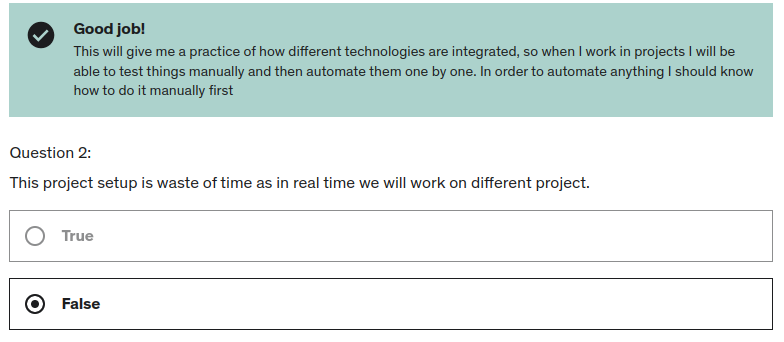 Good job!
This will give me a practice of how different technologies are integrated, so when I work in projects I will be
able to test things manually and then automate them one by one. In order to automate anything I should know
how to do it manually first
Question 2:
This project setup is waste of time as in real time we will work on different project.
True
False